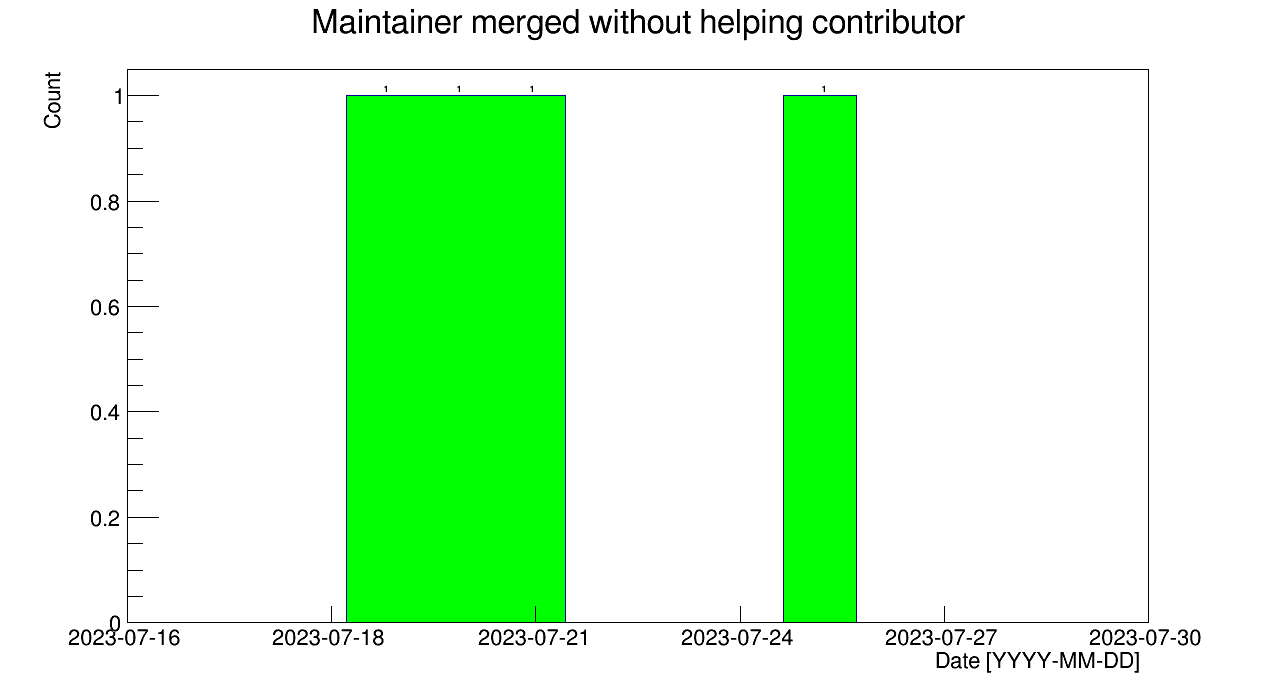 Maintainer merged without helping contributor
Count
1
0.8
0.6
0.4
0.2
0
1 1 1 1
2023-07-16 2023-07-18 2023-07-21 2023-07-24 2023-07-27 2023-07-30
Date [YYYY-MM-DD]